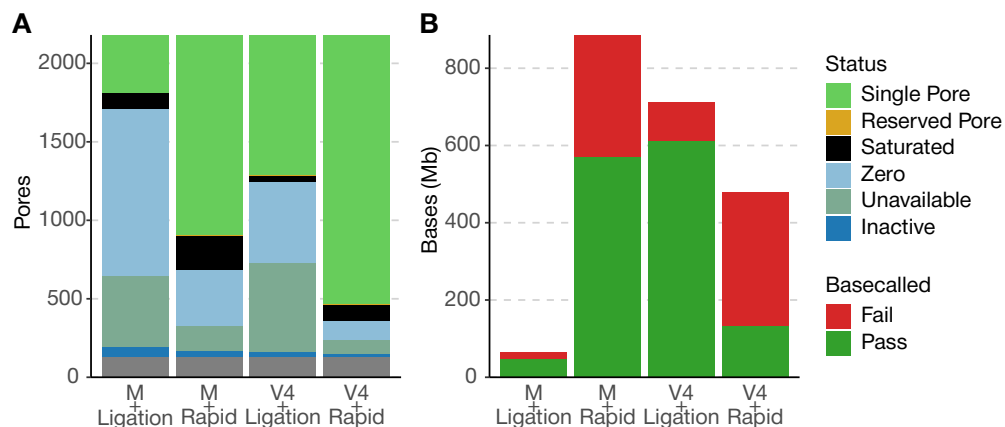 A
Pores
2000
1500
1000
500
0
M
+
Ligation
M
+
Rapid
V4
+
Ligation
V4
+
Rapid
B
Bases (Mb)
800
600
400
200
0
M
+
Ligation
M
+
Rapid
V4
+
Ligation
V4
+
Rapid
Status
Single Pore
Reserved Pore
Saturated
Zero
Unavailable
Inactive
Basecalled
Fail
Pass